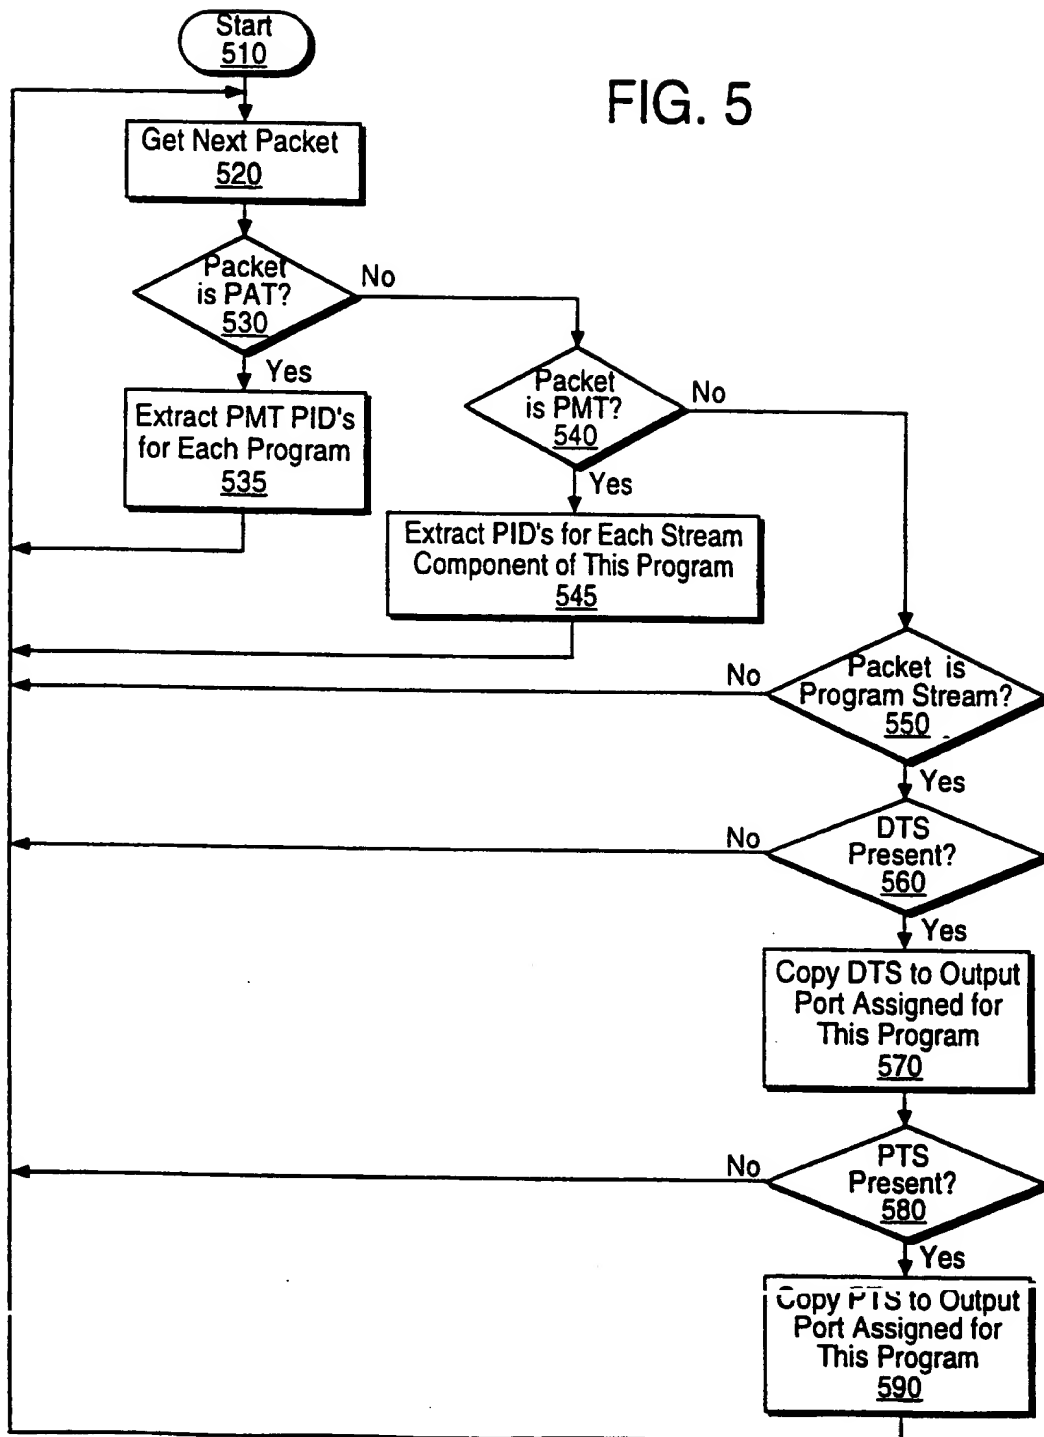 Start
510
FIG. 5
Get Next Packet
520
Packet
is PAT?
530
No
Yes
Extract PMT PID's
for Each Program
535
Packet
is PMT?
540
No
Yes
Extract PID's for Each Stream
Component of This Program
545
Packet is
Program Stream?
550
No
Yes
DTS
Present?
560
No
Yes
Copy DTS to Output
Port Assigned for
This Program
570
PTS
Present?
580
No
Yes
Copy PTS to Output
Port Assigned for
This Program
590